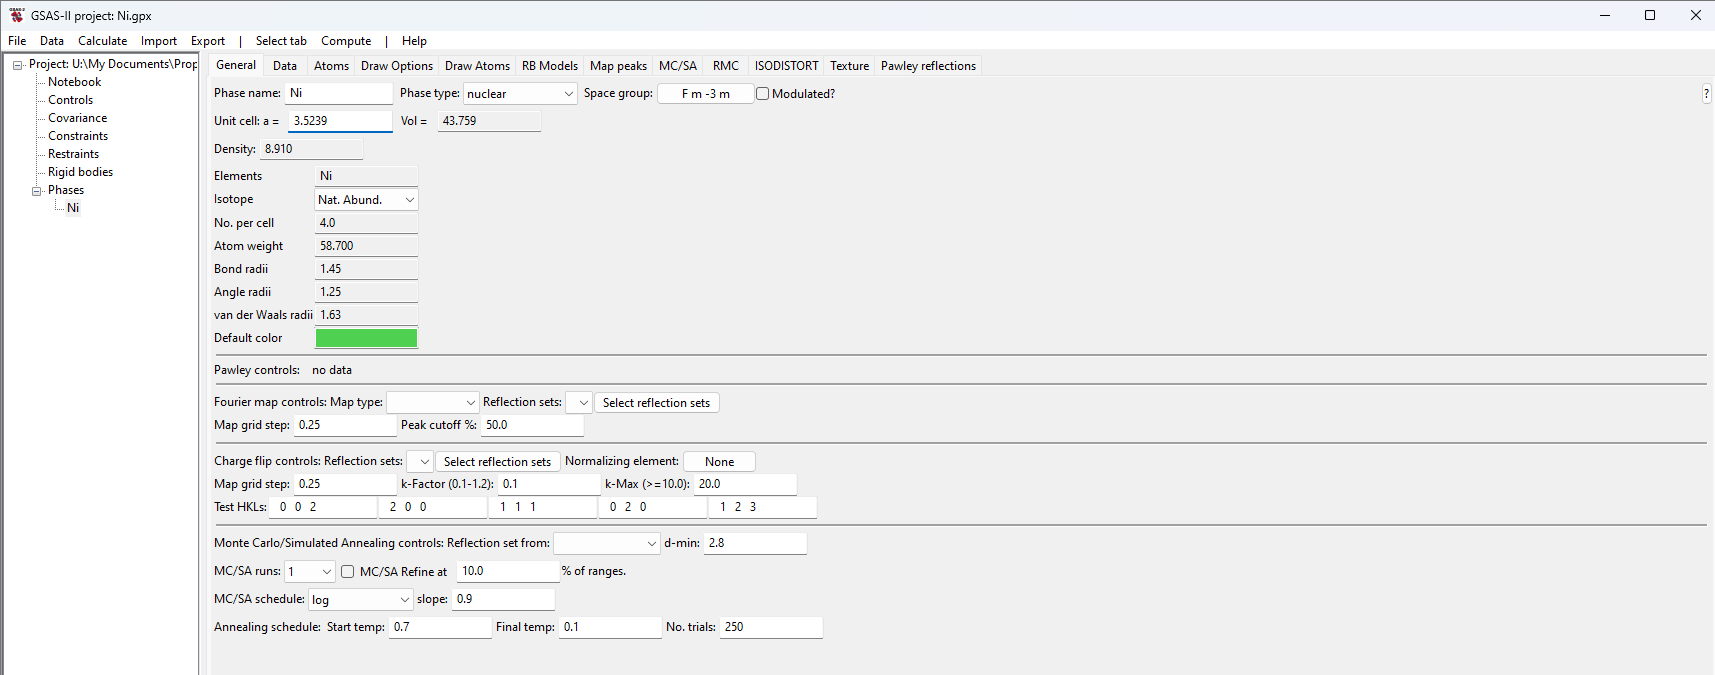 GSAS-II project: Ni.gpx
File Data Calculate Import Export | Select tab Compute | Help
Project: U:\My Documents\Prop
Notebook
Controls
Covariance
Constraints
Restraints
Rigid bodies
Phases
Ni
General Data Atoms Draw Options Draw Atoms RB Models Map peaks MC/SA RMC ISODISTORT Texture Pawley reflections
Phase name: Ni Phase type: nuclear Space group: F m -3 m Modulated? ?
Unit cell: a = 3.5239 Vol = 43.759
Density: 8.910
Elements Ni
Isotope Nat. Abund.
No. per cell 4.0
Atom weight 58.700
Bond radii 1.45
Angle radii 1.25
van der Waals radii 1.63
Default color
Pawley controls: no data
Fourier map controls: Map type: Reflection sets: Select reflection sets
Map grid step: 0.25 Peak cutoff %: 50.0
Charge flip controls: Reflection sets: Select reflection sets Normalizing element: None
Map grid step: 0.25 k-Factor (0.1-1.2): 0.1 k-Max (>=10.0): 20.0
Test HKLs: 0 0 2 2 0 0 1 1 1 0 2 0 1 2 3
Monte Carlo/Simulated Annealing controls: Reflection set from: d-min: 2.8
MC/SA runs: 1 MC/SA Refine at 10.0 % of ranges.
MC/SA schedule: log slope: 0.9
Annealing schedule: Start temp: 0.7 Final temp: 0.1 No. trials: 250